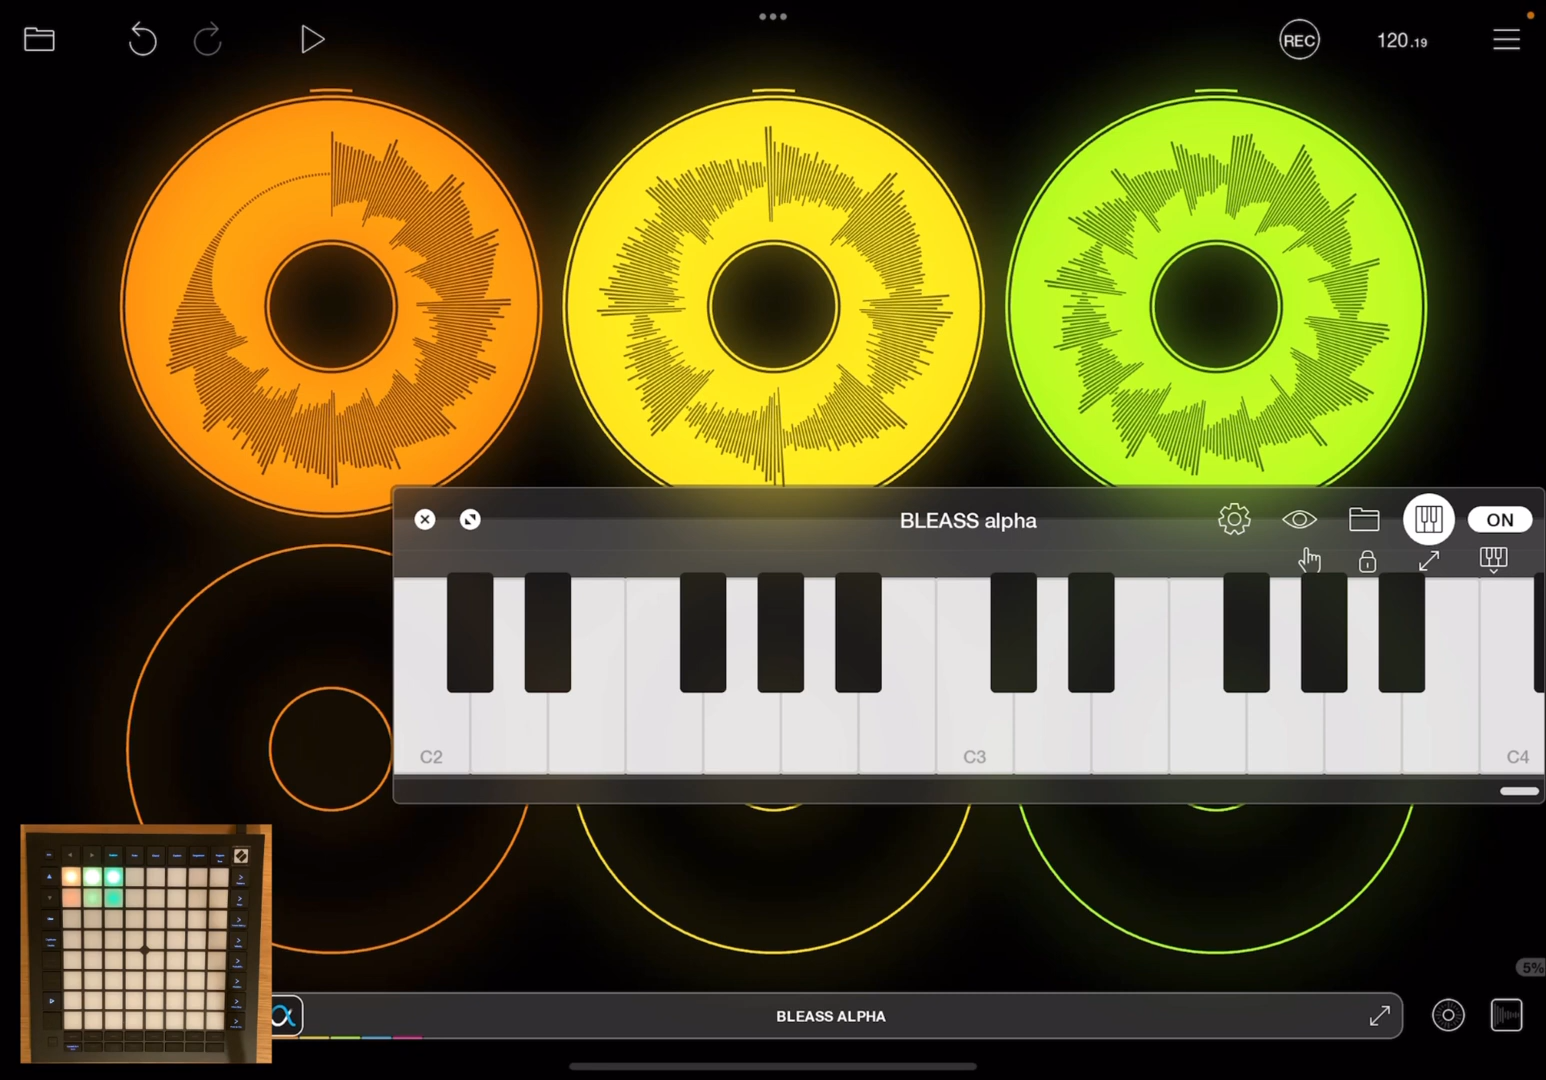 REC
120.19
BLEASS alpha
ON
C2
C3
C4
5%
BLEASS ALPHA